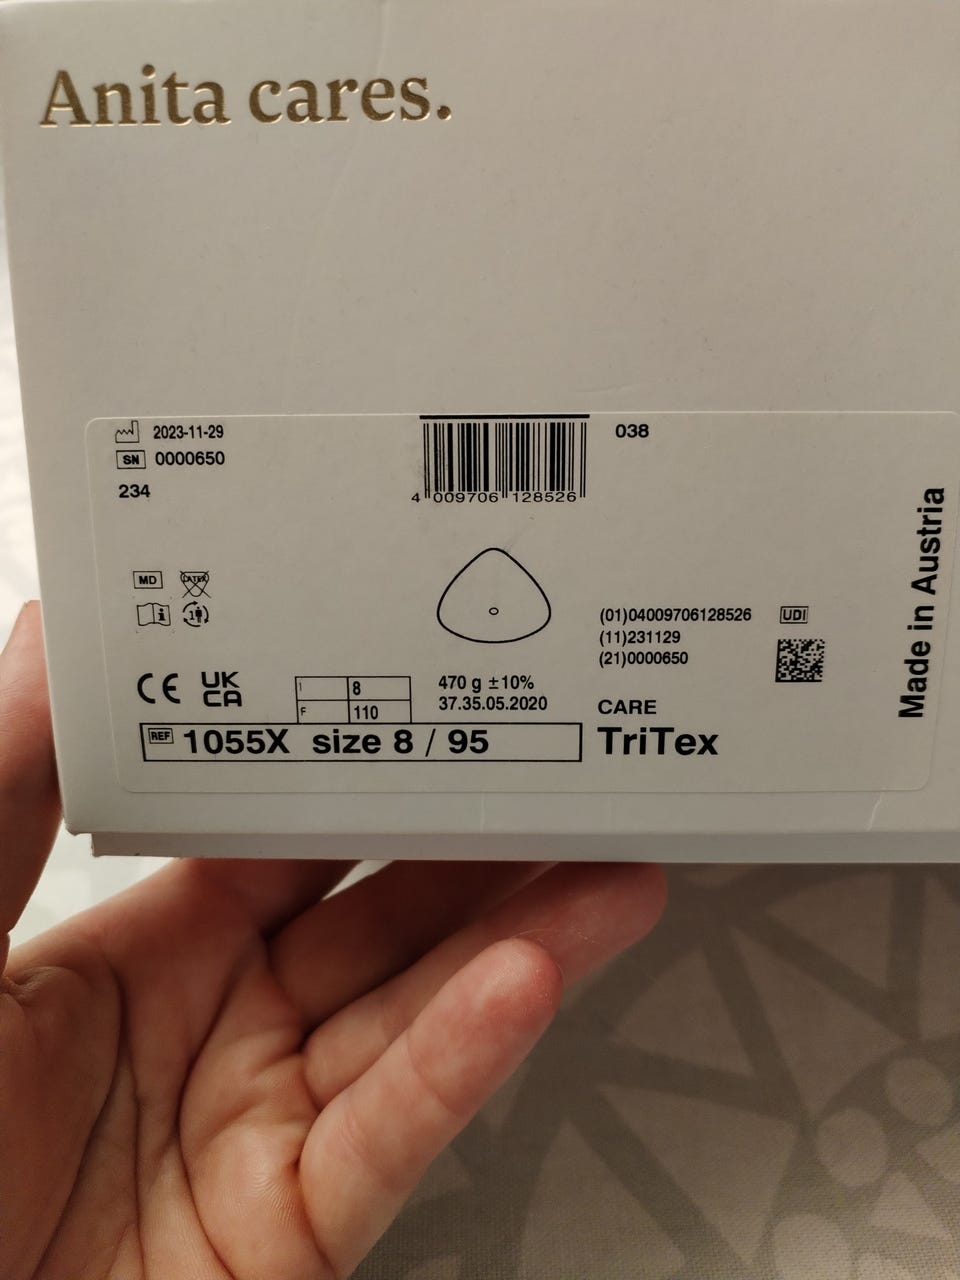 Anita cares.
2023-11-29
SN 0000650
234
4 009706 128526
038
MD LATEX
i 1
(01)04009706128526 UDI
(11)231129
(21)0000650
CE UK
CA
I 8
F 110
470 g ±10%
37.35.05.2020
REF 1055X size 8 / 95
CARE
TriTex
Made in Austria